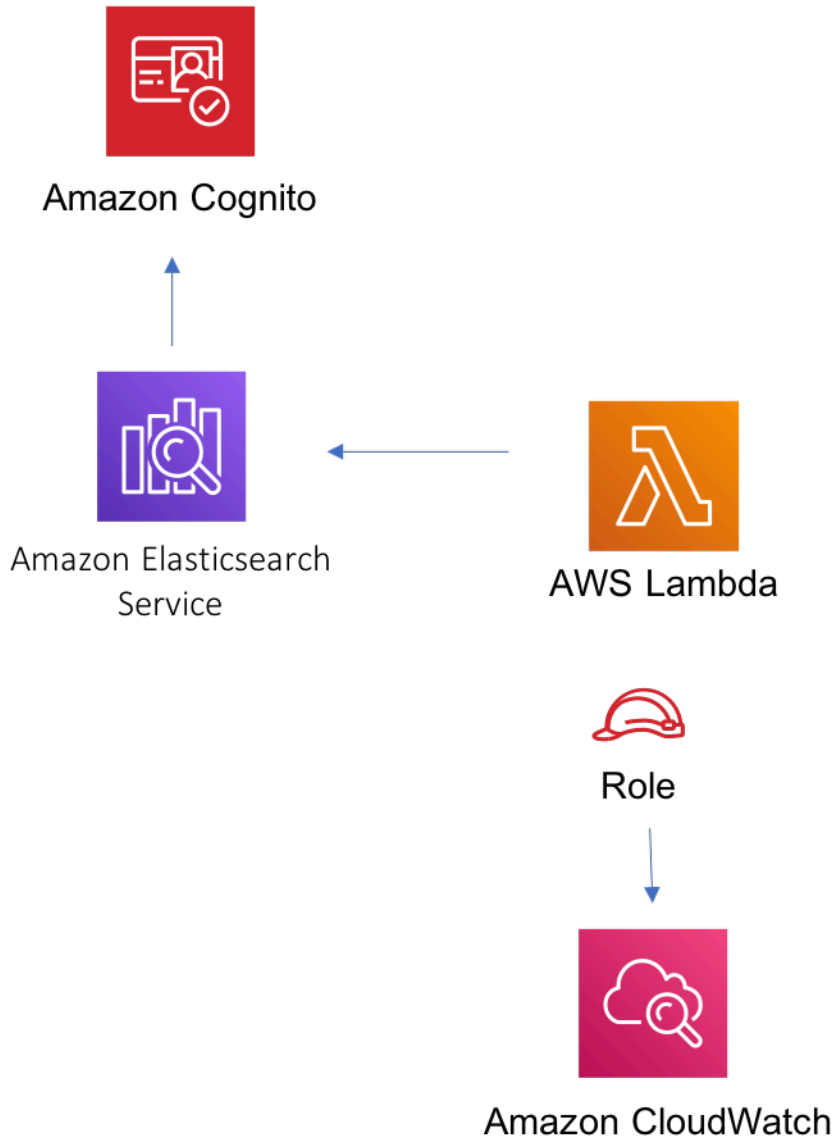 Amazon Cognito
Amazon Elasticsearch
Service
AWS Lambda
Role
Amazon CloudWatch